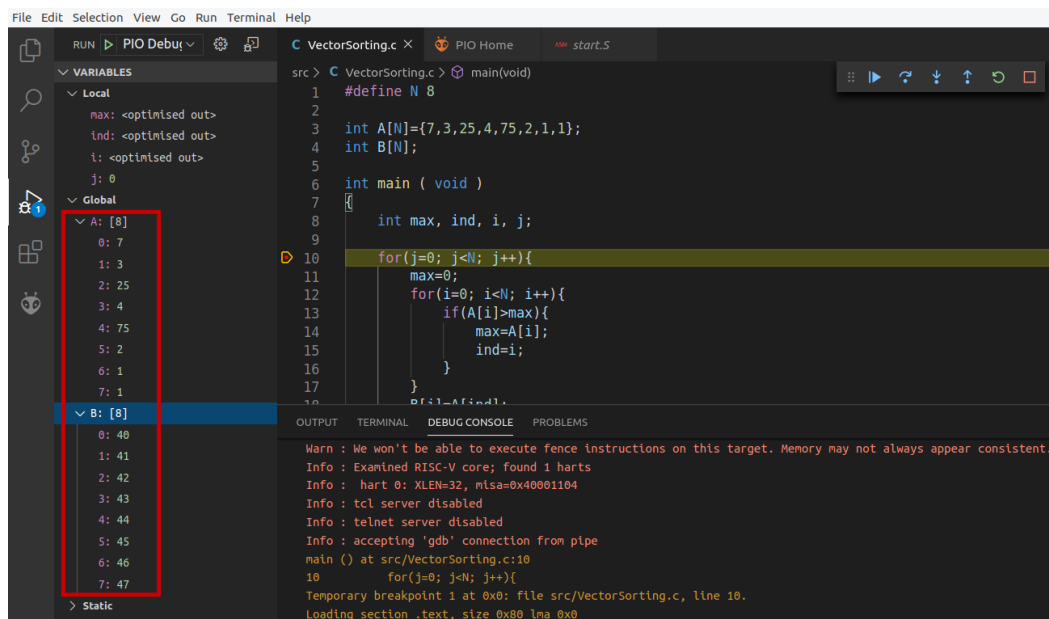 File Edit Selection View Go Run Terminal Help
RUN PIO Debug
VARIABLES
Local
max: <optimised out>
ind: <optimised out>
i: <optimised out>
j: 0
Global
A: [8]
0: 7
1: 3
2: 25
3: 4
4: 75
5: 2
6: 1
7: 1
B: [8]
0: 40
1: 41
2: 42
3: 43
4: 44
5: 45
6: 46
7: 47
Static
1
C VectorSorting.c × PIO Home ASM start.S
src > C VectorSorting.c > main(void)
1 #define N 8
2
3 int A[N]={7,3,25,4,75,2,1,1};
4 int B[N];
5
6 int main ( void )
7 {
8 int max, ind, i, j;
9
10 for(j=0; j<N; j++){
11 max=0;
12 for(i=0; i<N; i++){
13 if(A[i]>max){
14 max=A[i];
15 ind=i;
16 }
17 }
18 B[j]=A[ind];
OUTPUT TERMINAL DEBUG CONSOLE PROBLEMS
Warn : We won't be able to execute fence instructions on this target. Memory may not always appear consistent.
Info : Examined RISC-V core; found 1 harts
Info : hart 0: XLEN=32, misa=0x40001104
Info : tcl server disabled
Info : telnet server disabled
Info : accepting 'gdb' connection from pipe
main () at src/VectorSorting.c:10
10 for(j=0; j<N; j++){
Temporary breakpoint 1 at 0x0: file src/VectorSorting.c, line 10.
Loading section .text, size 0x80 lma 0x0